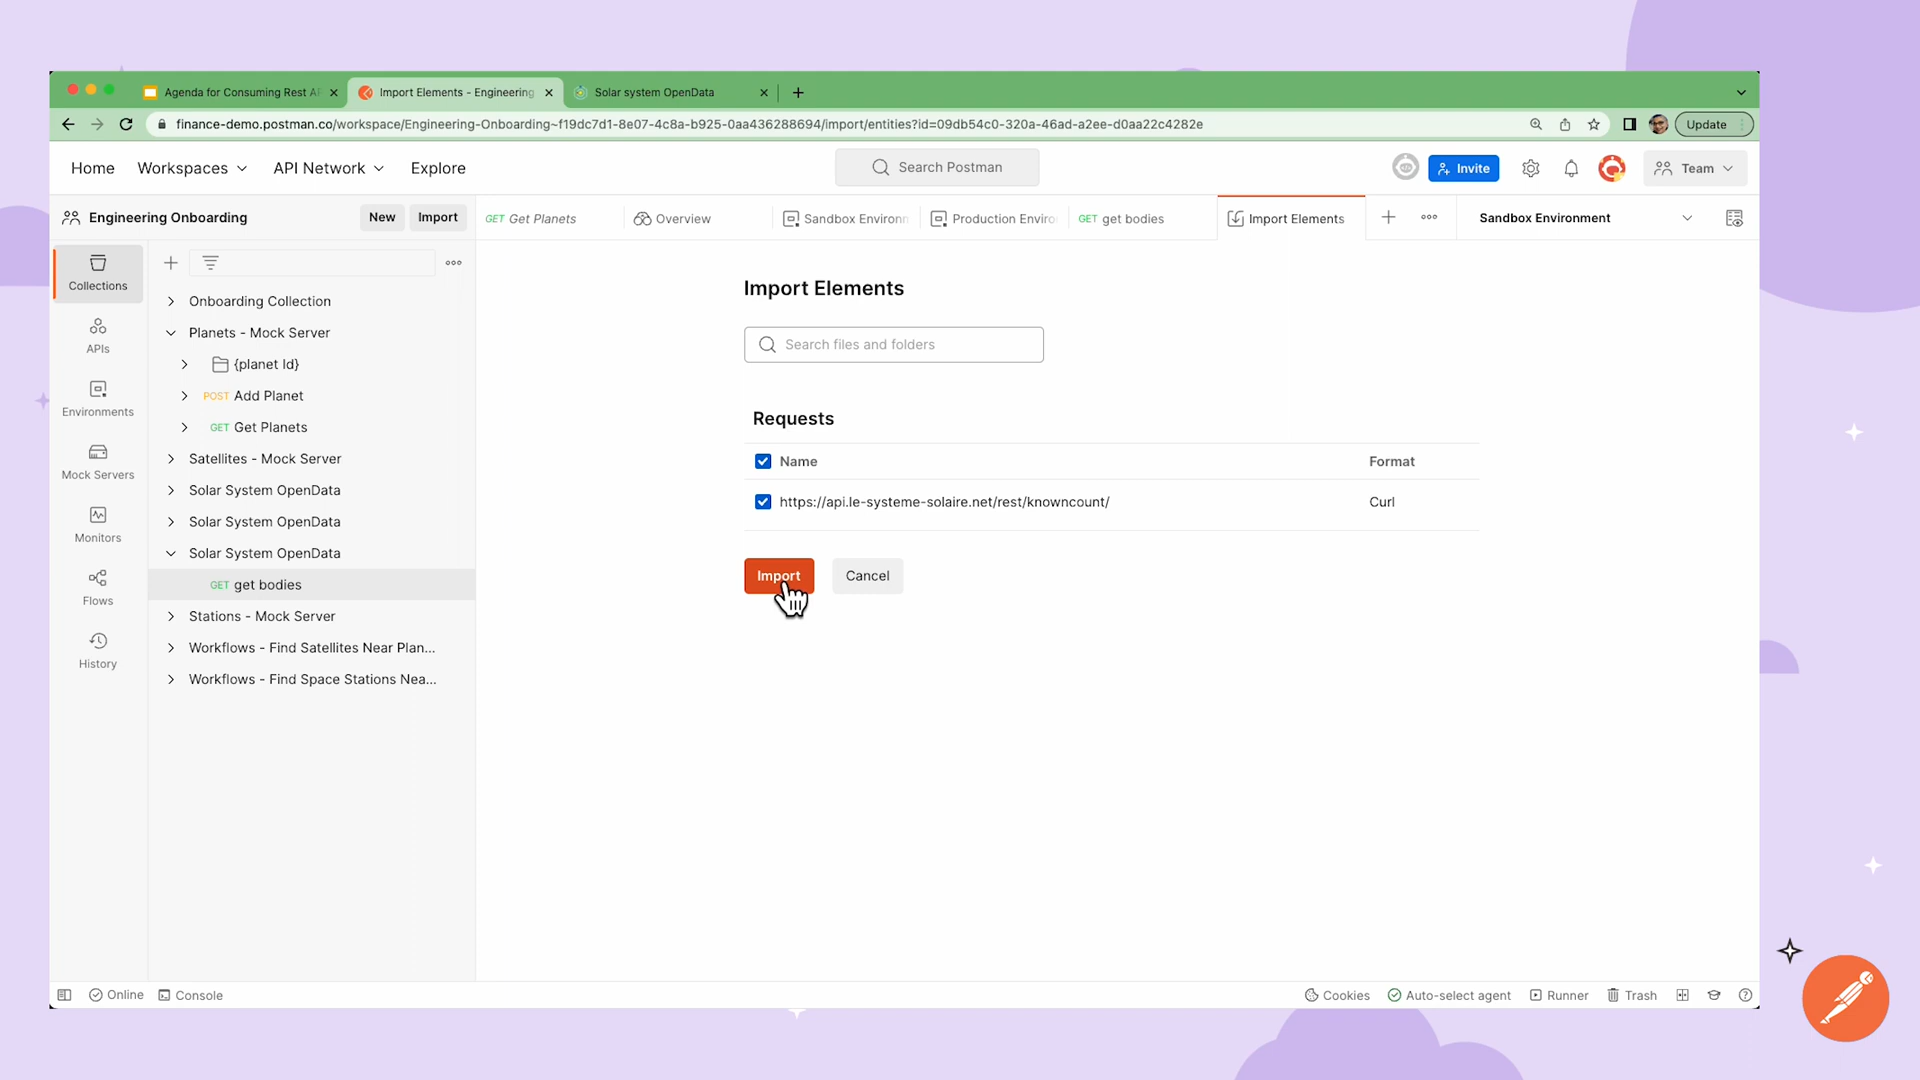 Agenda for Consuming Rest AP
Import Elements - Engineering
Solar system OpenData
finance-demo.postman.co/workspace/Engineering-Onboarding~f19dc7d1-8e07-4c8a-b925-0aa436288694/import/entities?id=09db54c0-320a-46ad-a2ee-d0aa22c4282e
Update
Home
Workspaces
API Network
Explore
Search Postman
Invite
Team
Engineering Onboarding
New
Import
GET Get Planets
Overview
Sandbox Environm
Production Enviro
GET get bodies
Import Elements
Sandbox Environment
Collections
APIs
Environments
Mock Servers
Monitors
Flows
History
Onboarding Collection
Planets - Mock Server
{planet Id}
POST Add Planet
GET Get Planets
Satellites - Mock Server
Solar System OpenData
Solar System OpenData
Solar System OpenData
GET get bodies
Stations - Mock Server
Workflows - Find Satellites Near Plan...
Workflows - Find Space Stations Nea...
Import Elements
Search files and folders
Requests
Name
Format
https://api.le-systeme-solaire.net/rest/knowncount/
Curl
Import
Cancel
Online
Console
Cookies
Auto-select agent
Runner
Trash